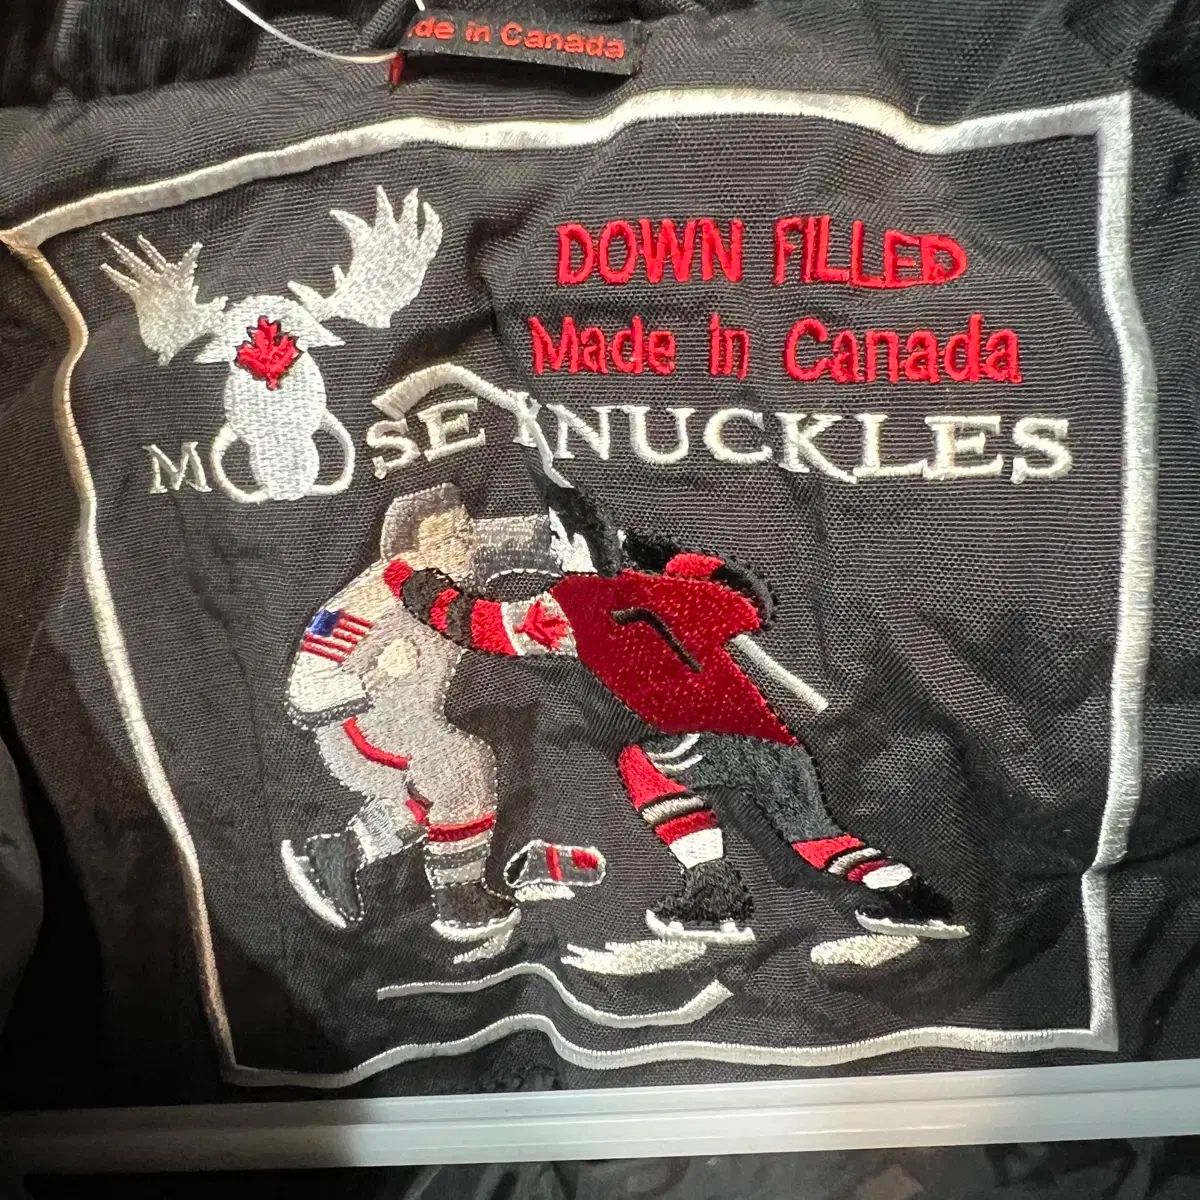 de in Canada
DOWN FILLED
Made in Canada
MOOSE KNUCKLES